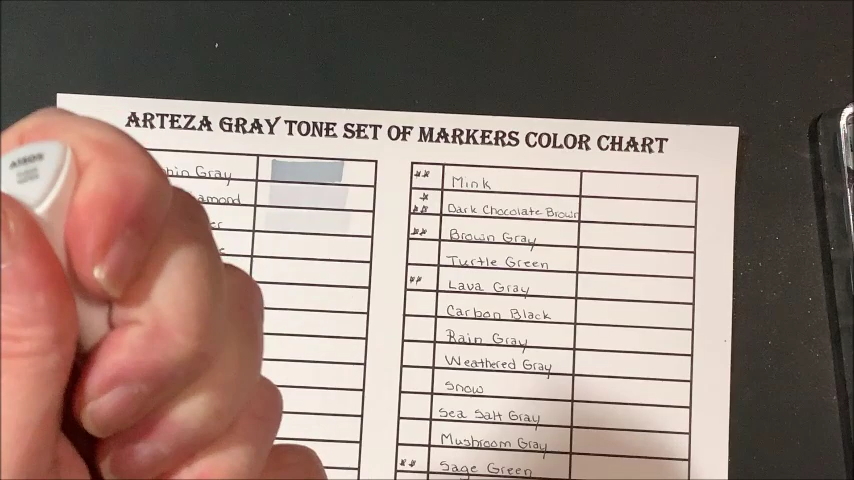 ARTEZA GRAY TONE SET OF MARKERS COLOR CHART
Gray
** Mink
* ** Dark Chocolate Brown
** Brown Gray
Turtle Green
** Lava Gray
Carbon Black
Rain Gray
Weathered Gray
Snow
Sea Salt Gray
Mushroom Gray
** Sage Green